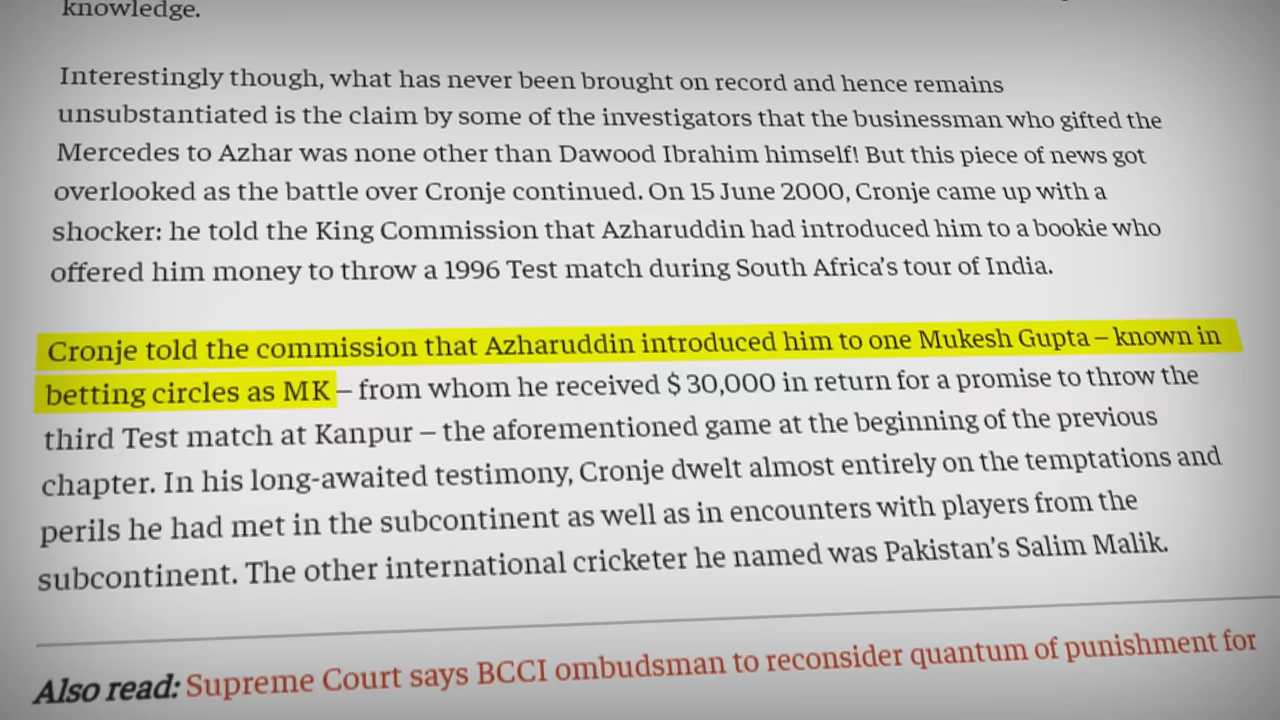 knowledge.
Interestingly though, what has never been brought on record and hence remains
unsubstantiated is the claim by some of the investigators that the businessman who gifted the
Mercedes to Azhar was none other than Dawood Ibrahim himself! But this piece of news got
overlooked as the battle over Cronje continued. On 15 June 2000, Cronje came up with a
shocker: he told the King Commission that Azharuddin had introduced him to a bookie who
offered him money to throw a 1996 Test match during South Africa's tour of India.
Cronje told the commission that Azharuddin introduced him to one Mukesh Gupta – known in
betting circles as MK – from whom he received $ 30,000 in return for a promise to throw the
third Test match at Kanpur – the aforementioned game at the beginning of the previous
chapter. In his long-awaited testimony, Cronje dwelt almost entirely on the temptations and
perils he had met in the subcontinent as well as in encounters with players from the
subcontinent. The other international cricketer he named was Pakistan's Salim Malik.
Also read: Supreme Court says BCCI ombudsman to reconsider quantum of punishment for